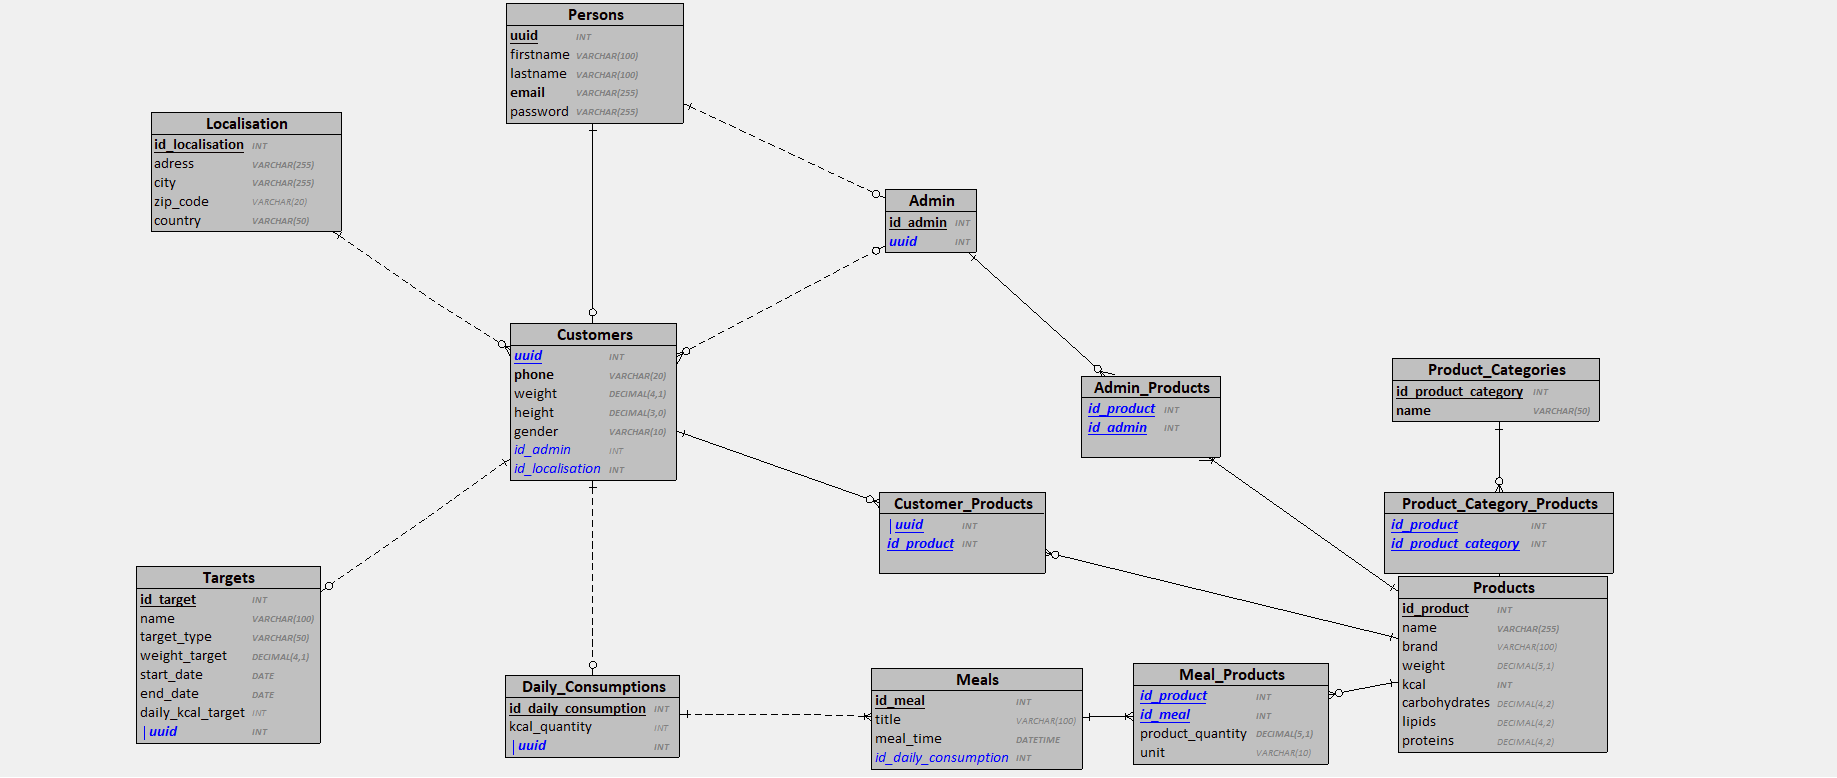 Persons
uuid INT
firstname VARCHAR(100)
lastname VARCHAR(100)
email VARCHAR(255)
password VARCHAR(255)
Localisation
id_localisation INT
adress VARCHAR(255)
city VARCHAR(255)
zip_code VARCHAR(20)
country VARCHAR(50)
Admin
id_admin INT
uuid INT
Customers
uuid INT
phone VARCHAR(20)
weight DECIMAL(4,1)
height DECIMAL(3,0)
gender VARCHAR(10)
id_admin INT
id_localisation INT
Admin_Products
id_product INT
id_admin INT
Product_Categories
id_product_category INT
name VARCHAR(50)
Customer_Products
uuid INT
id_product INT
Product_Category_Products
id_product INT
id_product_category INT
Targets
id_target INT
name VARCHAR(100)
target_type VARCHAR(50)
weight_target DECIMAL(4,1)
start_date DATE
end_date DATE
daily_kcal_target INT
uuid INT
Products
id_product INT
name VARCHAR(255)
brand VARCHAR(100)
weight DECIMAL(5,1)
kcal INT
carbohydrates DECIMAL(4,2)
lipids DECIMAL(4,2)
proteins DECIMAL(4,2)
Daily_Consumptions
id_daily_consumption INT
kcal_quantity INT
uuid INT
Meals
id_meal INT
title VARCHAR(100)
meal_time DATETIME
id_daily_consumption INT
Meal_Products
id_product INT
id_meal INT
product_quantity DECIMAL(5,1)
unit VARCHAR(10)